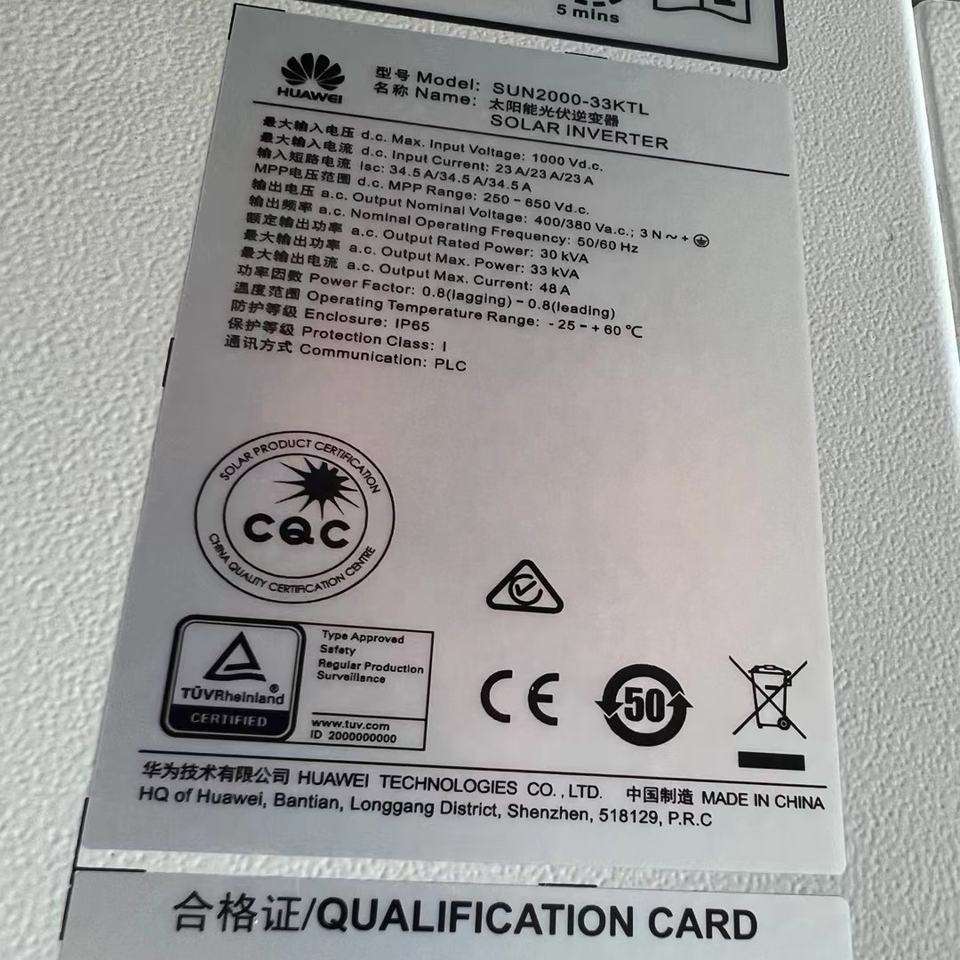 5 mins
HUAWEI
型号 Model: SUN2000-33KTL
名称 Name: 太阳能光伏逆变器
SOLAR INVERTER
最大输入电压 d.c. Max. Input Voltage: 1000 Vd.c.
最大输入电流 d.c. Input Current: 23 A/23 A/23 A
输入短路电流 Isc: 34.5 A/34.5 A/34.5 A
MPP电压范围 d.c. MPP Range: 250 - 850 Vd.c.
输出电压 a.c. Output Nominal Voltage: 400/380 Va.c.; 3 N ~ +
输出频率 a.c. Nominal Operating Frequency: 50/60 Hz
额定输出功率 a.c. Output Rated Power: 30 kVA
最大输出功率 a.c. Output Max. Power: 33 kVA
最大输出电流 a.c. Output Max. Current: 48 A
功率因数 Power Factor: 0.8(lagging) - 0.8(leading)
温度范围 Operating Temperature Range: - 25 - + 60 ℃
防护等级 Enclosure: IP65
保护等级 Protection Class: I
通讯方式 Communication: PLC
SOLAR PRODUCT CERTIFICATION
CQC
CHINA QUALITY CERTIFICATION CENTRE
TÜVRheinland®
CERTIFIED
Type Approved
Safety
Regular Production
Surveillance
www.tuv.com
ID 2000000000
CE
50
华为技术有限公司 HUAWEI TECHNOLOGIES CO., LTD. 中国制造 MADE IN CHINA
HQ of Huawei, Bantian, Longgang District, Shenzhen, 518129, P.R.C
合格证/QUALIFICATION CARD